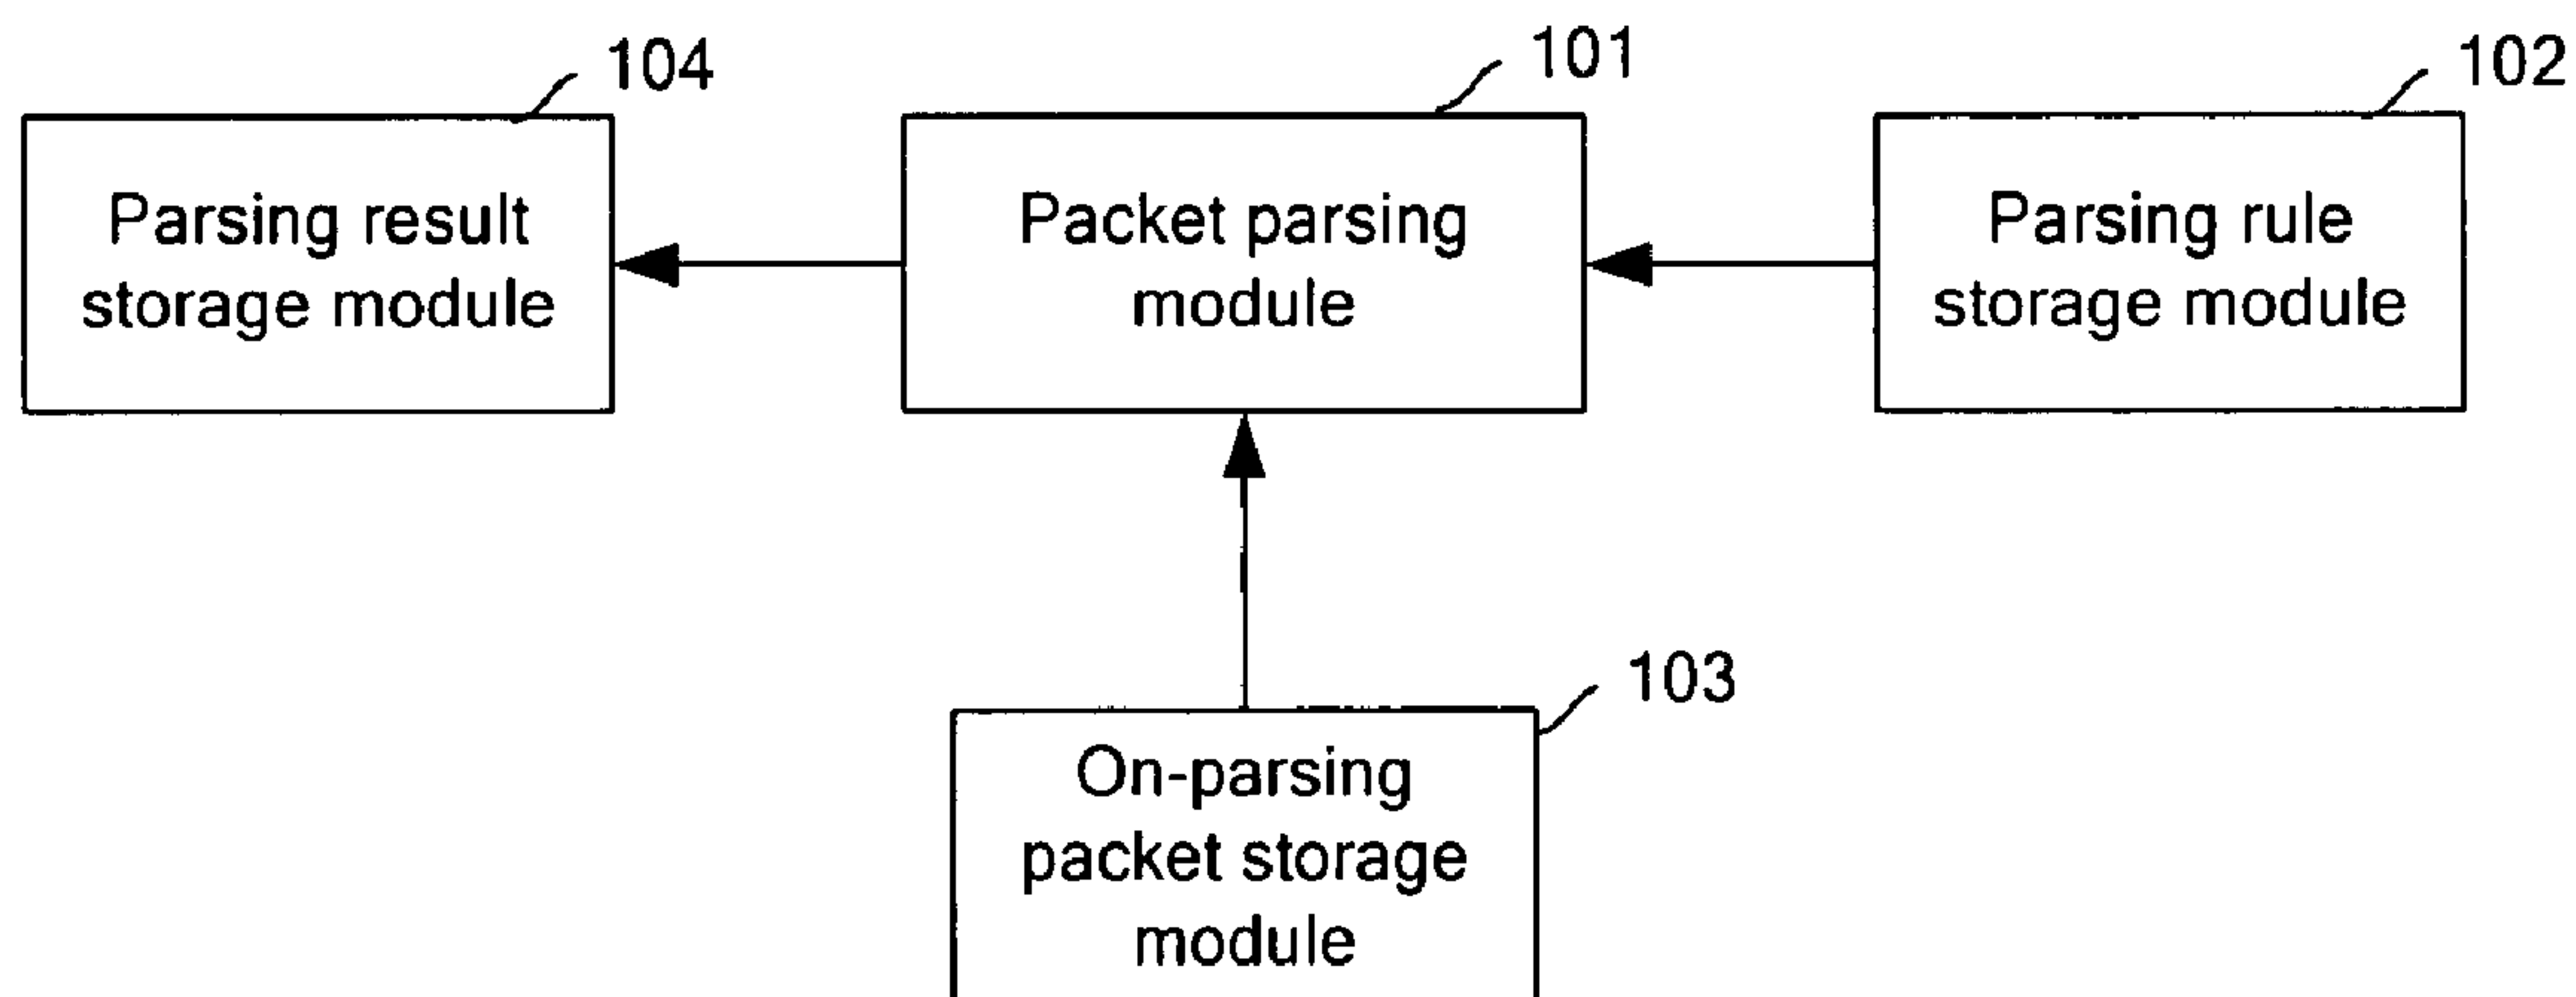 104
101
102
Parsing result
storage module
Packet parsing
module
Parsing rule
storage module
103
On-parsing
packet storage
module